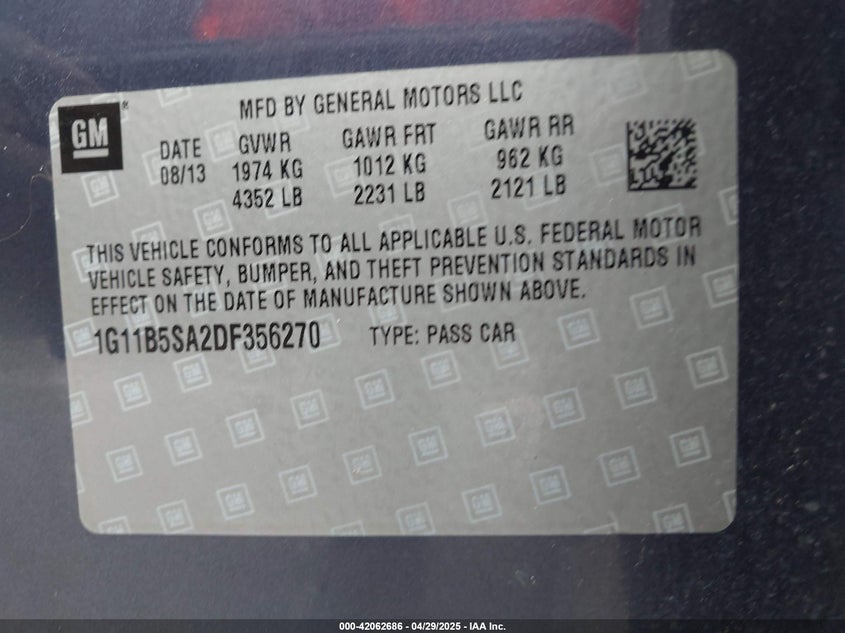 GM®
MFD BY GENERAL MOTORS LLC
DATE GVWR GAWR FRT GAWR RR
08/13 1974 KG 1012 KG 962 KG
4352 LB 2231 LB 2121 LB
THIS VEHICLE CONFORMS TO ALL APPLICABLE U.S. FEDERAL MOTOR
VEHICLE SAFETY, BUMPER, AND THEFT PREVENTION STANDARDS IN
EFFECT ON THE DATE OF MANUFACTURE SHOWN ABOVE.
1G11B5SA2DF356270 TYPE: PASS CAR
000-42062686 - 04/29/2025 - IAA Inc.